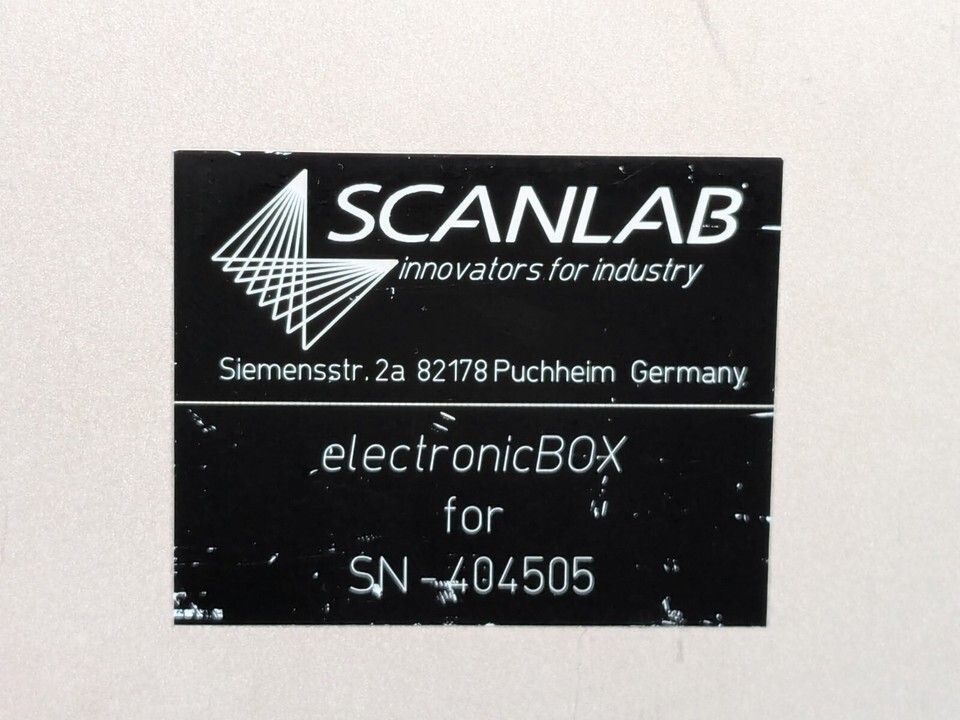 SCANLAB
innovators for industry
Siemensstr. 2a 82178 Puchheim Germany
electronicBOX
for
SN-404505